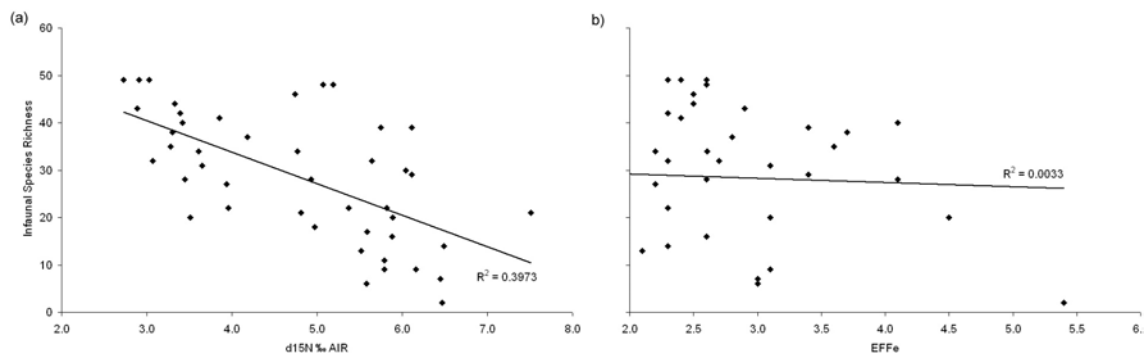 (a)
b)
60
50
40
30
20
10
0
Infaunal Species Richness
R² = 0.3973
R² = 0.0033
2.0 3.0 4.0 5.0 6.0 7.0 8.0
2.0 2.5 3.0 3.5 4.0 4.5 5.0 5.5 6.
d15N ‰ AIR
EFFe